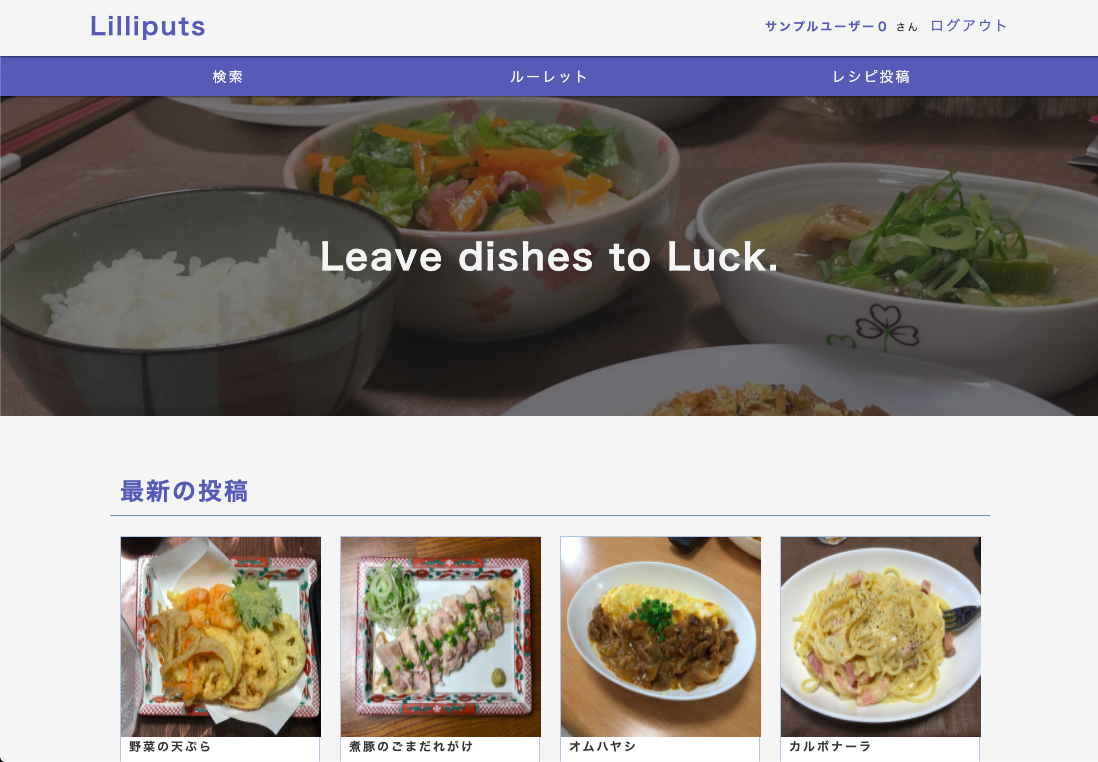 Lilliputs
サンプルユーザー０ さん ログアウト
検索 ルーレット レシピ投稿
Leave dishes to Luck.
最新の投稿
野菜の天ぷら 煮豚のごまだれがけ オムハヤシ カルボナーラ